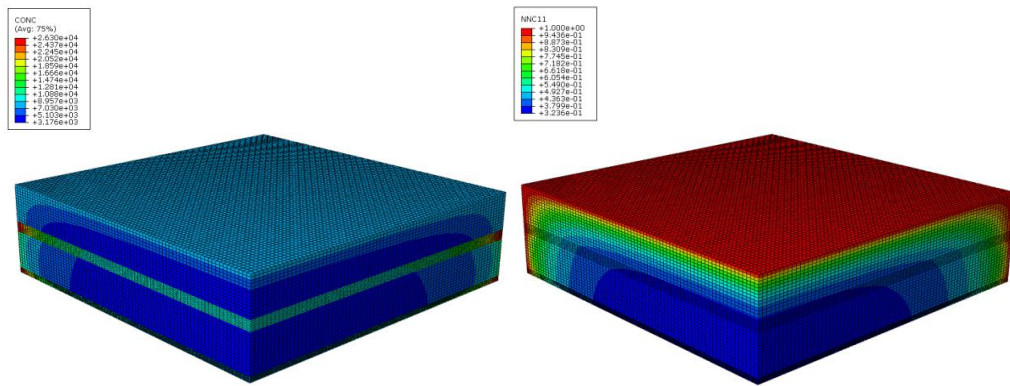 CONC
(Avg: 75%)
+2.630e+04
+2.437e+04
+2.245e+04
+2.052e+04
+1.859e+04
+1.666e+04
+1.474e+04
+1.281e+04
+1.088e+04
+8.957e+03
+7.030e+03
+5.103e+03
+3.176e+03
NNC11
+1.000e+00
+9.436e-01
+8.873e-01
+8.309e-01
+7.745e-01
+7.182e-01
+6.618e-01
+6.054e-01
+5.490e-01
+4.927e-01
+4.363e-01
+3.799e-01
+3.236e-01